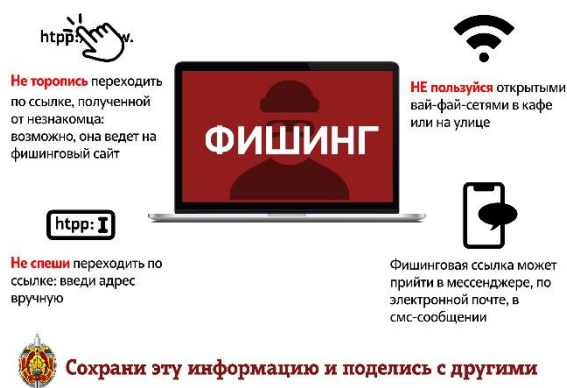 htpp:
w.
Не торопись переходить
по ссылке, полученной
от незнакомца:
возможно, она ведет на
фишинговый сайт
ФИШИНГ
НЕ пользуйся открытыми
вай-фай-сетями в кафе
или на улице
htpp:
Не спеши переходить по
ссылке: введи адрес
вручную
Фишинговая ссылка может
прийти в мессенджере, по
электронной почте, в
смс-сообщении
Сохрани эту информацию и поделись с другими